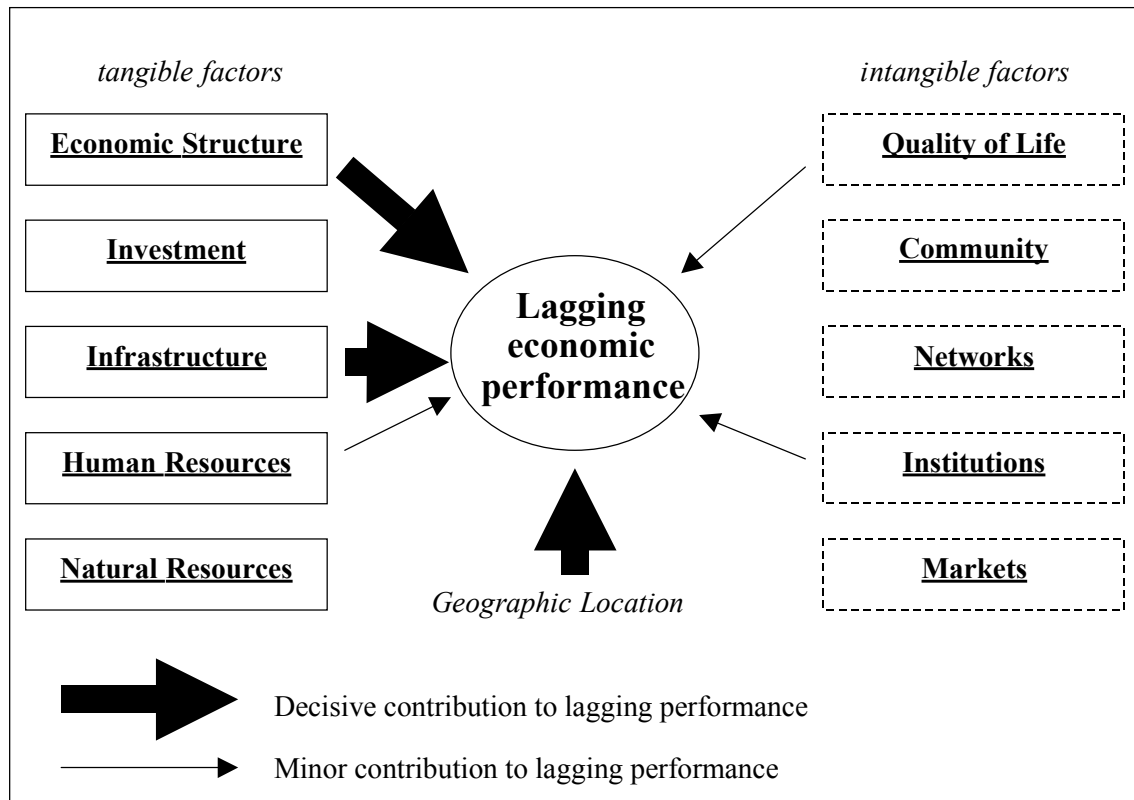 tangible factors
intangible factors
Economic Structure
Investment
Infrastructure
Human Resources
Natural Resources
Lagging
economic
performance
Geographic Location
Quality of Life
Community
Networks
Institutions
Markets
Decisive contribution to lagging performance
Minor contribution to lagging performance